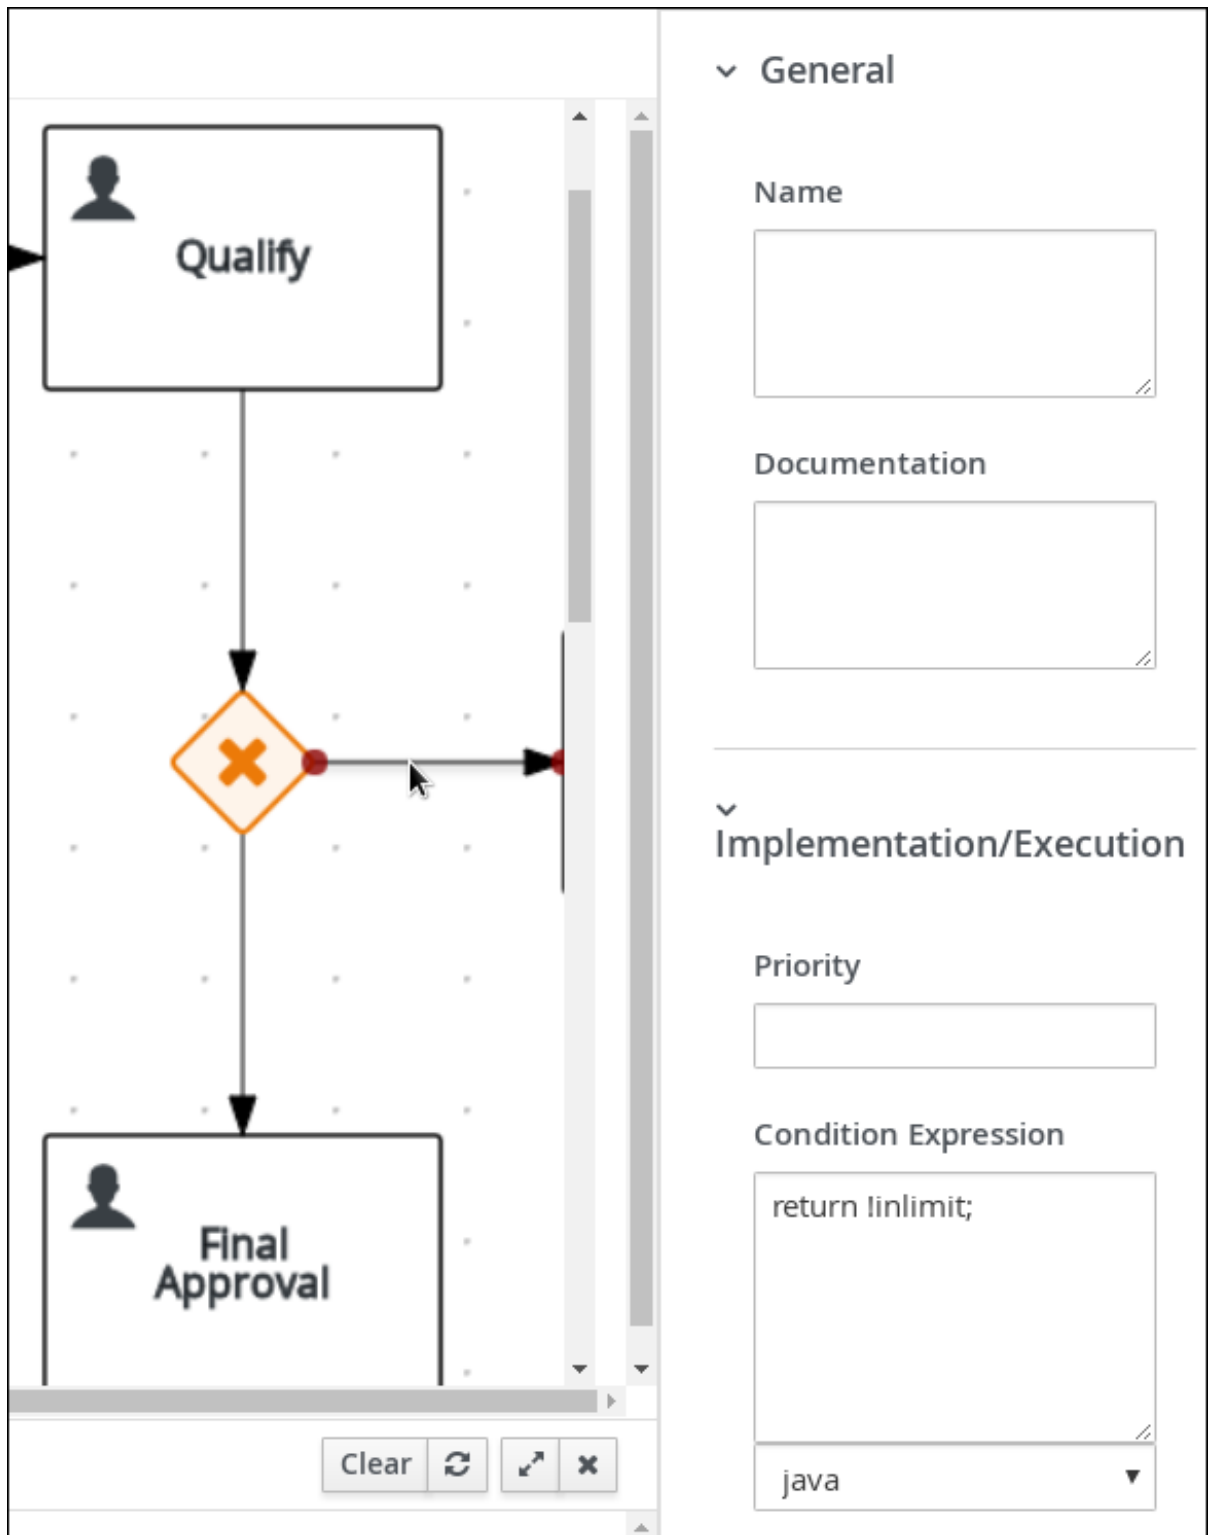 Qualify
Final
Approval
Clear
General
Name
Documentation
Implementation/Execution
Priority
Condition Expression
return !inlimit;
java